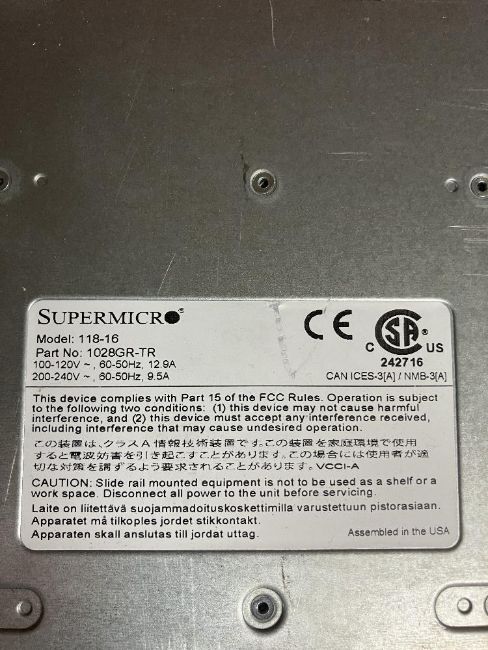 SUPERMICRO®
Model: 118-16
Part No: 1028GR-TR
100-120V ~ , 60-50Hz, 12.9A
200-240V ~ , 60-50Hz, 9.5A
CE
C SA ® US
242716
CAN ICES-3[A] / NMB-3[A]
This device complies with Part 15 of the FCC Rules. Operation is subject
to the following two conditions: (1) this device may not cause harmful
interference, and (2) this device must accept any interference received,
including interference that may cause undesired operation.
この装置は、クラスA情報技術装置です。この装置を家庭環境で使用
すると電波妨害を引き起こすことがあります。この場合には使用者が適
切な対策を講ずるよう要求されることがあります。VCCI-A
CAUTION: Slide rail mounted equipment is not to be used as a shelf or a
work space. Disconnect all power to the unit before servicing.
Laite on liitettävä suojammadoituskoskettimilla varustettuun pistorasiaan.
Apparatet må tilkoples jordet stikkontakt.
Apparaten skall anslutas till jordat uttag.
Assembled in the USA